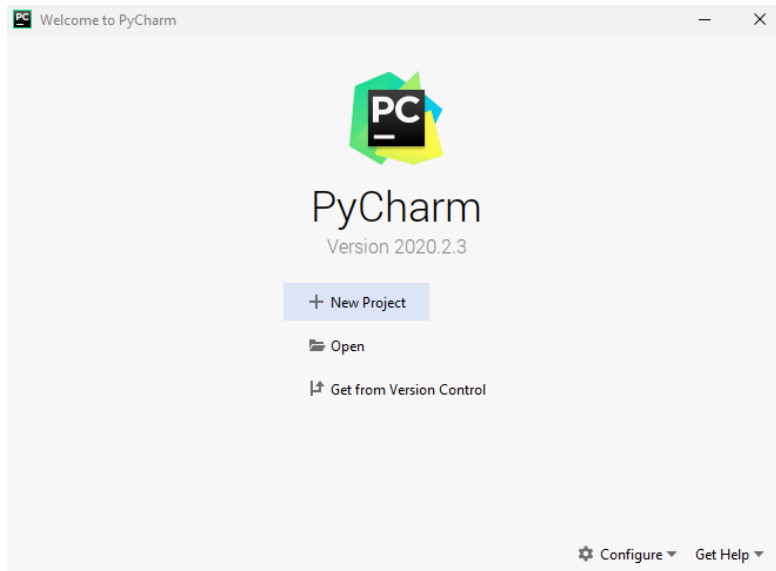 PC Welcome to PyCharm
PC
PyCharm
Version 2020.2.3
New Project
Open
Get from Version Control
Configure Get Help